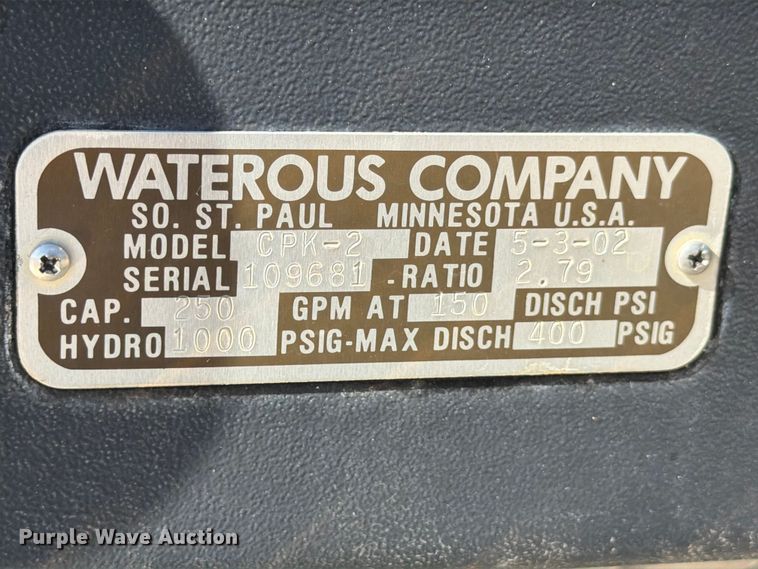 WATEROUS COMPANY
SO. ST. PAUL MINNESOTA U.S.A.
MODEL CPK-2 DATE 5-3-02
SERIAL 109681 .RATIO 2.79
CAP. 250 GPM AT 150 DISCH PSI
HYDRO 1000 PSIG-MAX DISCH 400 PSIG
Purple Wave Auction